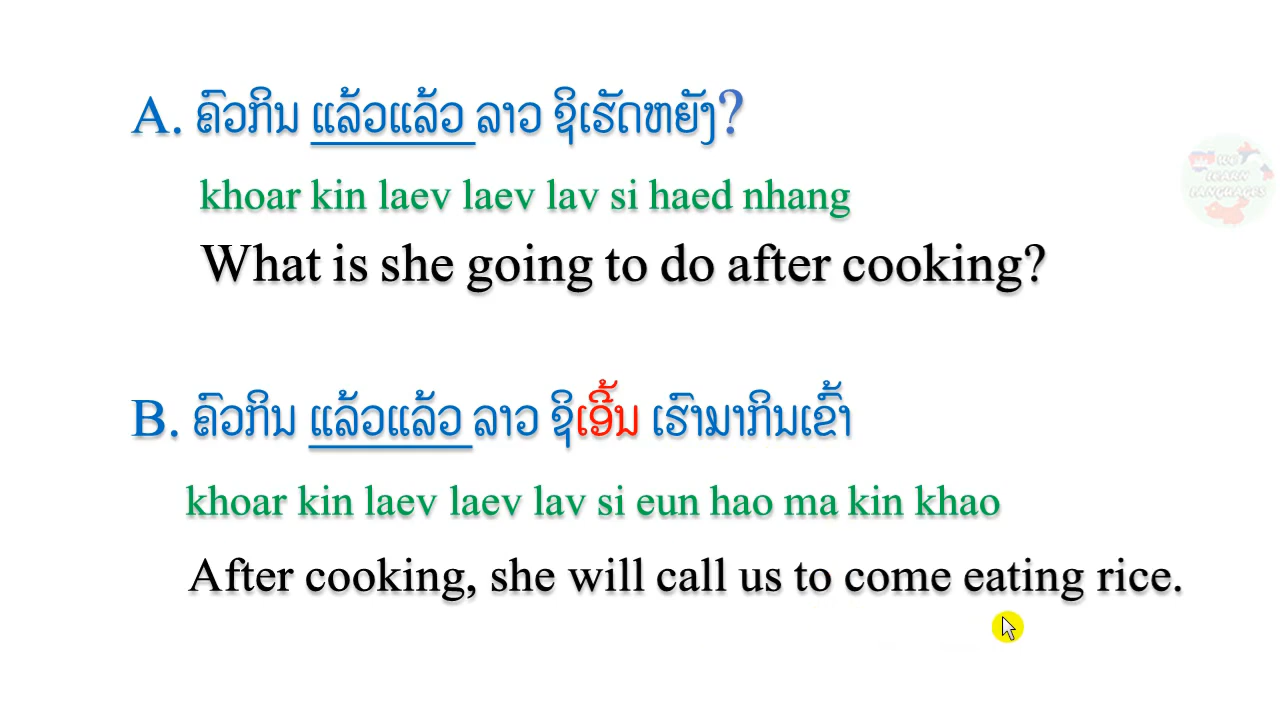 A. ຄົວກິນ ແລ້ວແລ້ວ ລາວ ຊິເຮັດຫຍັງ?
khoar kin laev laev lav si haed nhang
What is she going to do after cooking?
B. ຄົວກິນ ແລ້ວແລ້ວ ລາວ ຊິເອີ້ນ ເຮົາມາກິນເຂົ້າ
khoar kin laev laev lav si eun hao ma kin khao
After cooking, she will call us to come eating rice.
LEARN
LANGUAGES